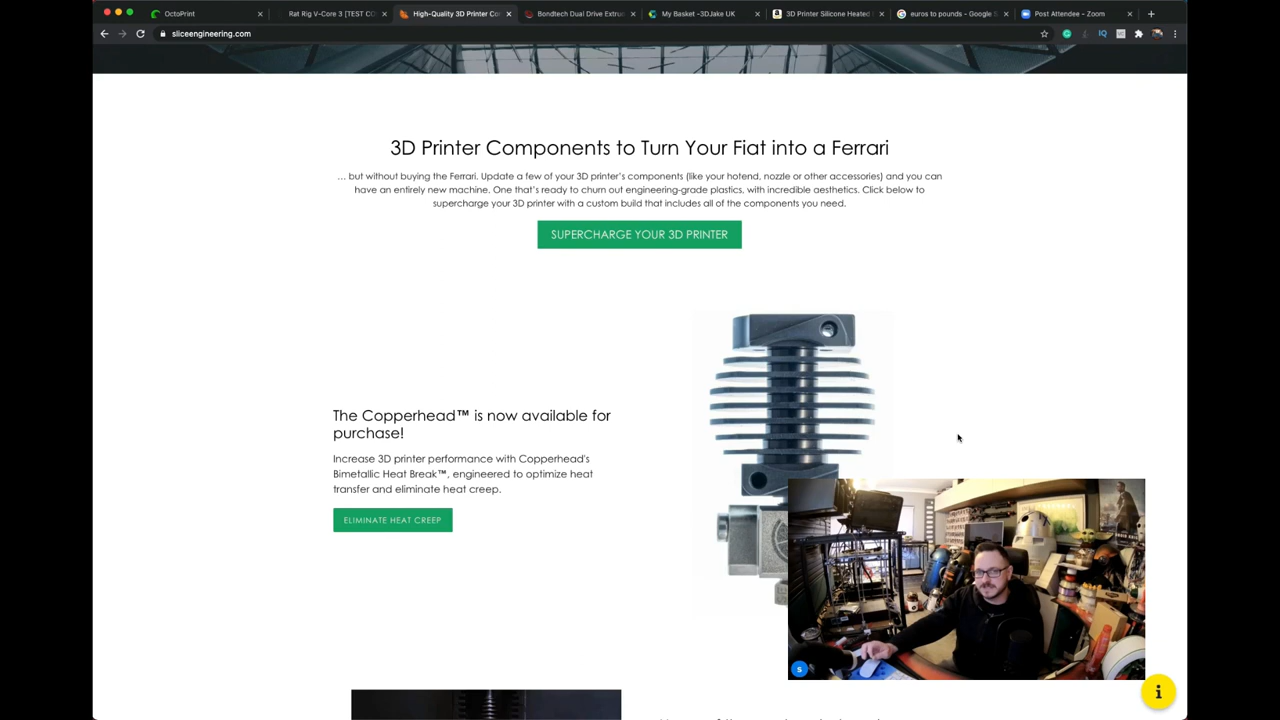 OctoPrint
Rat Rig V-Core 3 [TEST CO
High-Quality 3D Printer Co
Bondtech Dual Drive Extrud
My Basket -3DJake UK
3D Printer Silicone Heated
euros to pounds - Google S
Post Attendee - Zoom
sliceengineering.com
3D Printer Components to Turn Your Fiat into a Ferrari
... but without buying the Ferrari. Update a few of your 3D printer's components (like your hotend, nozzle or other accessories) and you can
have an entirely new machine. One that's ready to churn out engineering-grade plastics, with incredible aesthetics. Click below to
supercharge your 3D printer with a custom build that includes all of the components you need.
SUPERCHARGE YOUR 3D PRINTER
The Copperhead™ is now available for
purchase!
Increase 3D printer performance with Copperhead's
Bimetallic Heat Break™, engineered to optimize heat
transfer and eliminate heat creep.
ELIMINATE HEAT CREEP
s
i